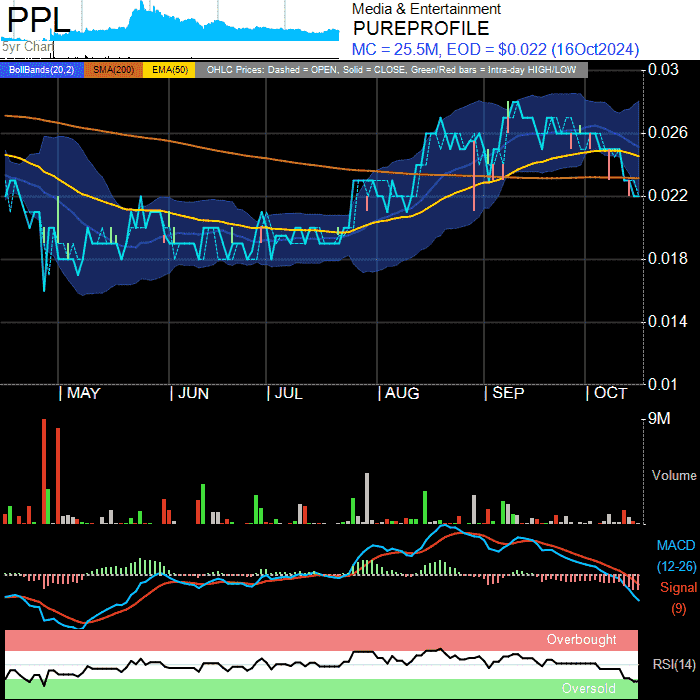 PPL
Media & Entertainment
PUREPROFILE
5yr Chart
MC = 25.5M, EOD = $0.022 (16Oct2024)
BollBands(20,2) SMA(200) EMA(50) OHLC Prices: Dashed = OPEN, Solid = CLOSE, Green/Red bars = Intra-day HIGH/LOW
0.03
0.026
0.022
0.018
0.014
0.01
MAY JUN JUL AUG SEP OCT
9M
Volume
MACD
(12-26)
Signal
(9)
Overbought
RSI(14)
Oversold